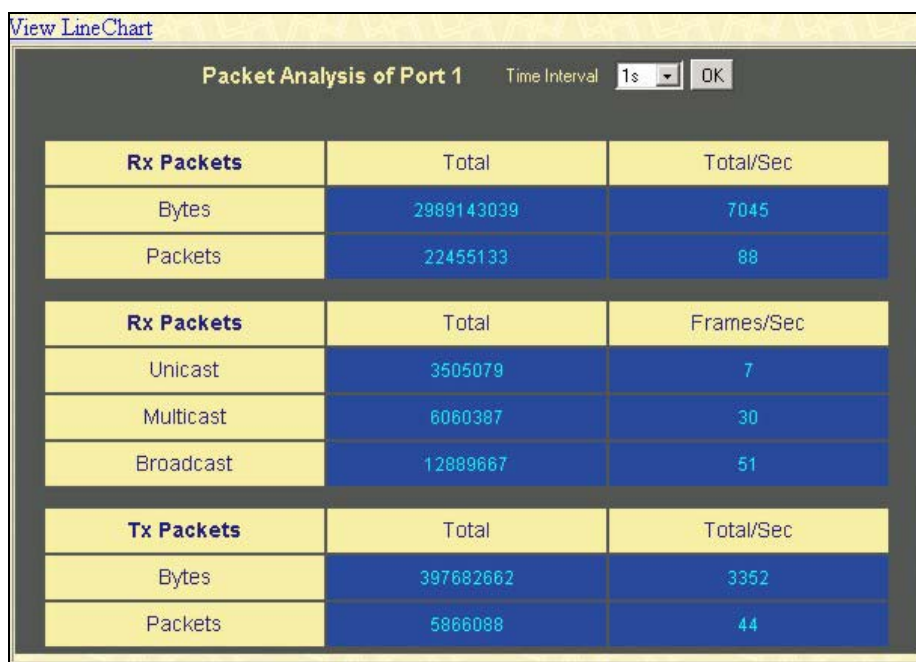 View LineChart
Packet Analysis of Port 1 Time Interval 1s OK
Rx Packets Total Total/Sec
Bytes 2989143039 7045
Packets 22455133 88
Rx Packets Total Frames/Sec
Unicast 3505079 7
Multicast 6060387 30
Broadcast 12889667 51
Tx Packets Total Total/Sec
Bytes 397682662 3352
Packets 5866088 44